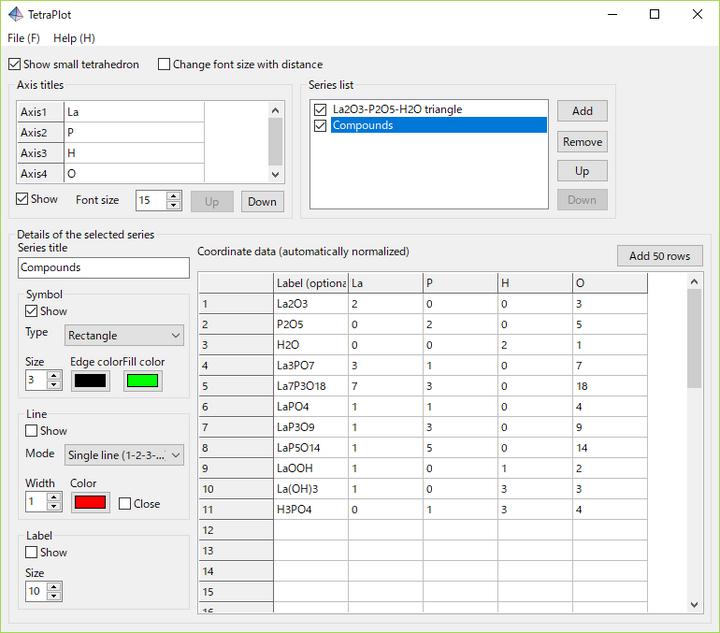 TetraPlot
File (F) Help (H)
Show small tetrahedron Change font size with distance
Axis titles
Axis1 La
Axis2 P
Axis3 H
Axis4 O
Show Font size 15 Up Down
Series list
La2O3-P2O5-H2O triangle
Compounds
Add
Remove
Up
Down
Details of the selected series
Series title
Compounds
Symbol
Show
Type Rectangle
Size Edge color Fill color
3
Line
Show
Mode Single line (1-2-3-...
Width Color
1 Close
Label
Show
Size
10
Coordinate data (automatically normalized) Add 50 rows
Label (optiona La P H O
1 La2O3 2 0 0 3
2 P2O5 0 2 0 5
3 H2O 0 0 2 1
4 La3PO7 3 1 0 7
5 La7P3O18 7 3 0 18
6 LaPO4 1 1 0 4
7 LaP3O9 1 3 0 9
8 LaP5O14 1 5 0 14
9 LaOOH 1 0 1 2
10 La(OH)3 1 0 3 3
11 H3PO4 0 1 3 4
12
13
14
15
16